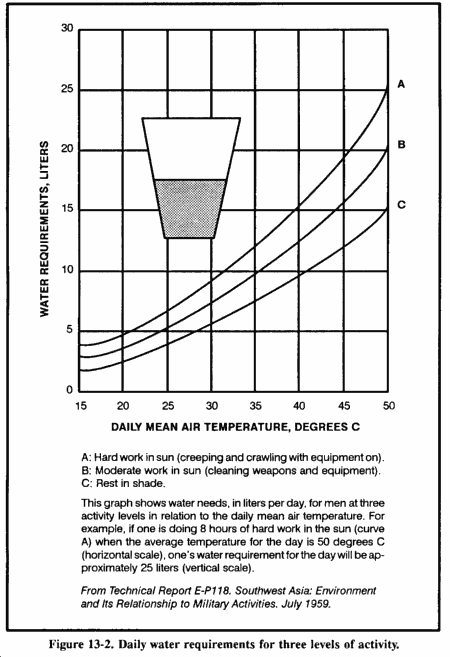 30
25
20
15
10
5
0
WATER REQUIREMENTS, LITERS
A
B
C
15 20 25 30 35 40 45 50
DAILY MEAN AIR TEMPERATURE, DEGREES C
A: Hard work in sun (creeping and crawling with equipment on).
B: Moderate work in sun (cleaning weapons and equipment).
C: Rest in shade.
This graph shows water needs, in liters per day, for men at three
activity levels in relation to the daily mean air temperature. For
example, if one is doing 8 hours of hard work in the sun (curve
A) when the average temperature for the day is 50 degrees C
(horizontal scale), one's water requirement for the day will be ap-
proximately 25 liters (vertical scale).
From Technical Report E-P118. Southwest Asia: Environment
and Its Relationship to Military Activities. July 1959.
Figure 13-2. Daily water requirements for three levels of activity.